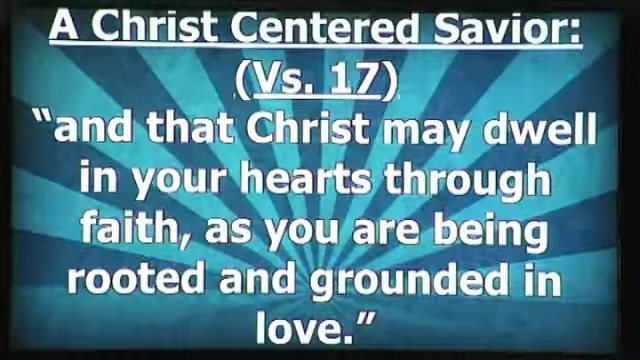 A Christ Centered Savior:
(Vs. 17)
“and that Christ may dwell
in your hearts through
faith, as you are being
rooted and grounded in
love.”